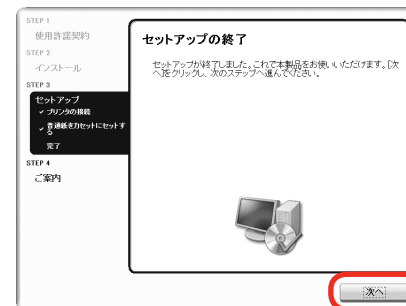 STEP 1
使用許諾契約
STEP 2
インストール
STEP 3
セットアップ
プリンタの接続
普通紙をカセットにセットす
る
完了
STEP 4
ご案内
セットアップの終了
セットアップが終了しました。これで本製品をお使いいただけます。[次
へ]をクリックし、次のステップへ進んでください。
次へ